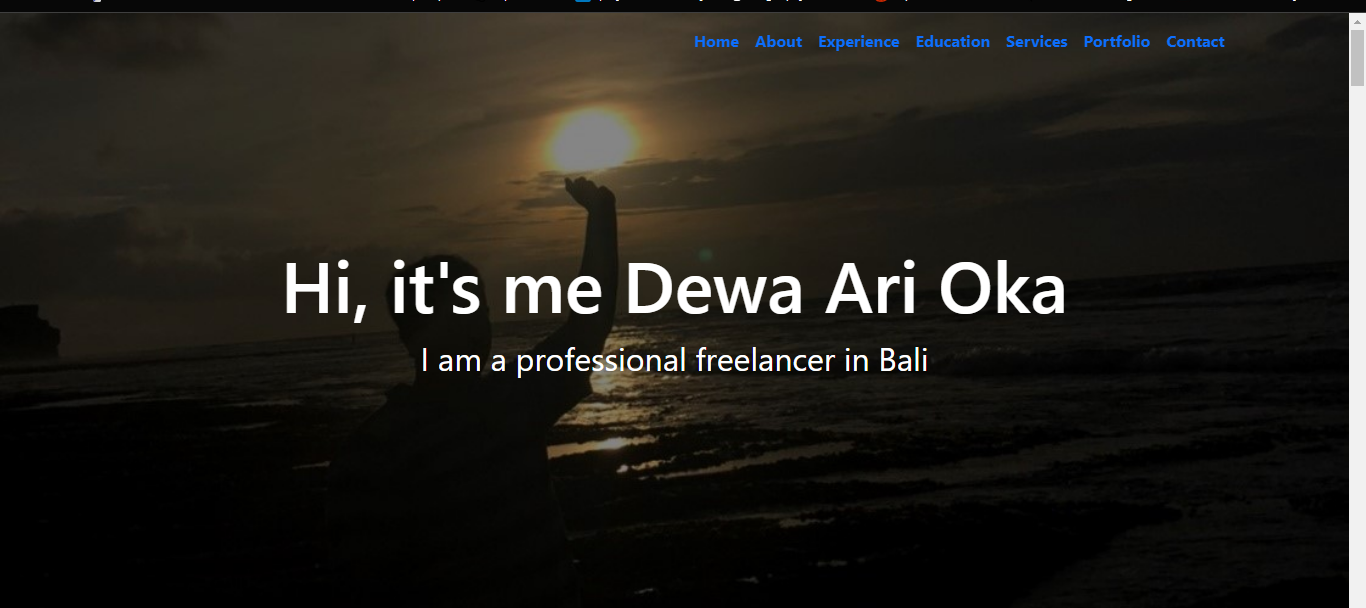 Home About Experience Education Services Portfolio Contact
Hi, it's me Dewa Ari Oka
I am a professional freelancer in Bali